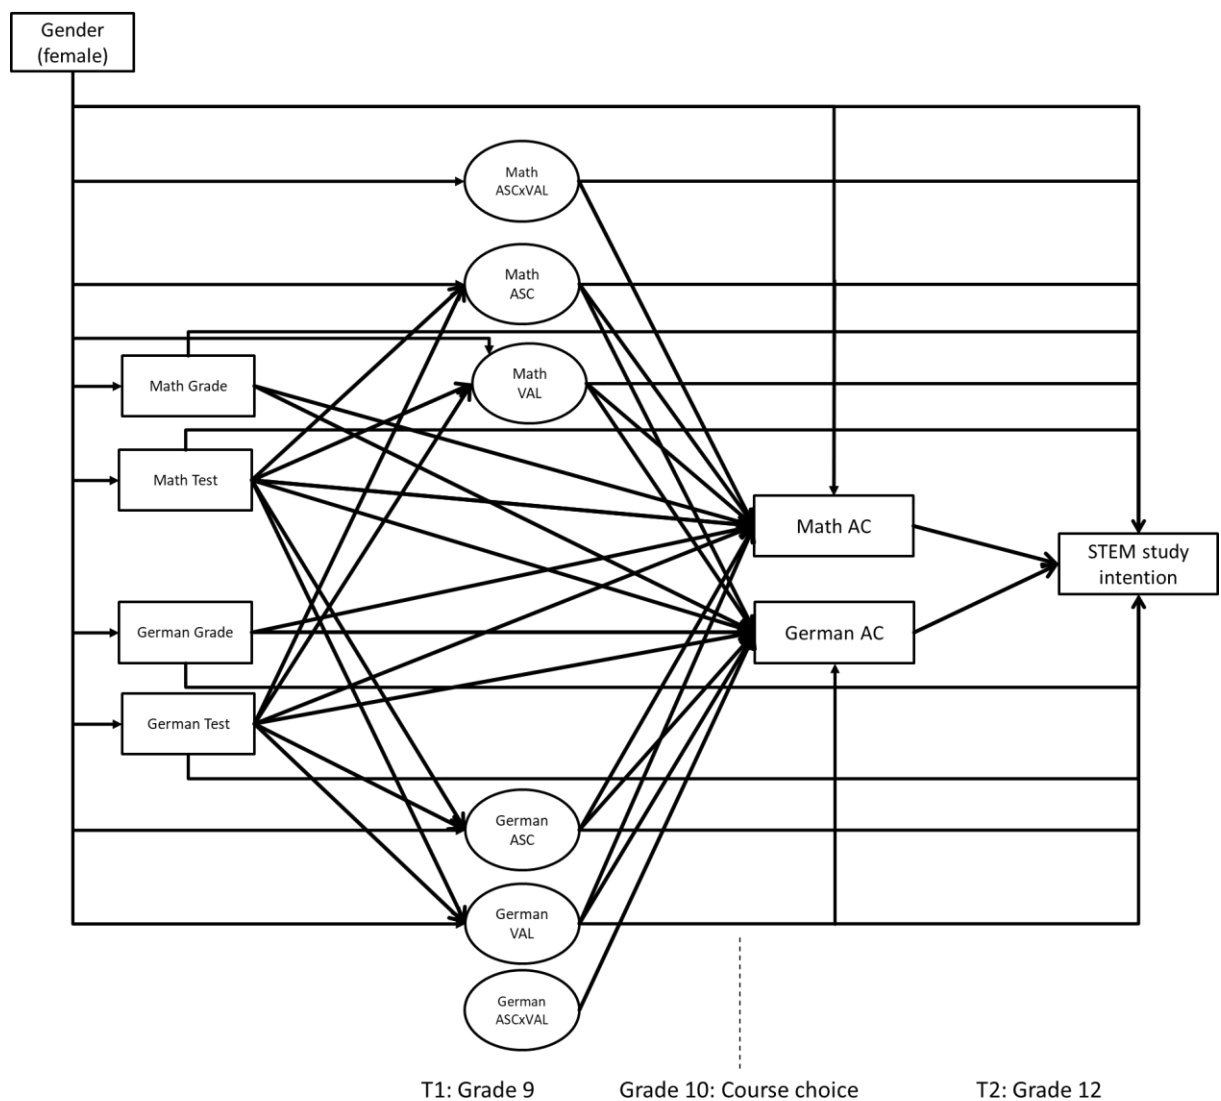 Gender
(female)
Math
ASCxVAL
Math
ASC
Math
VAL
Math Grade
Math Test
German Grade
German Test
Math AC
German AC
STEM study
intention
German
ASC
German
VAL
German
ASCxVAL
T1: Grade 9
Grade 10: Course choice
T2: Grade 12